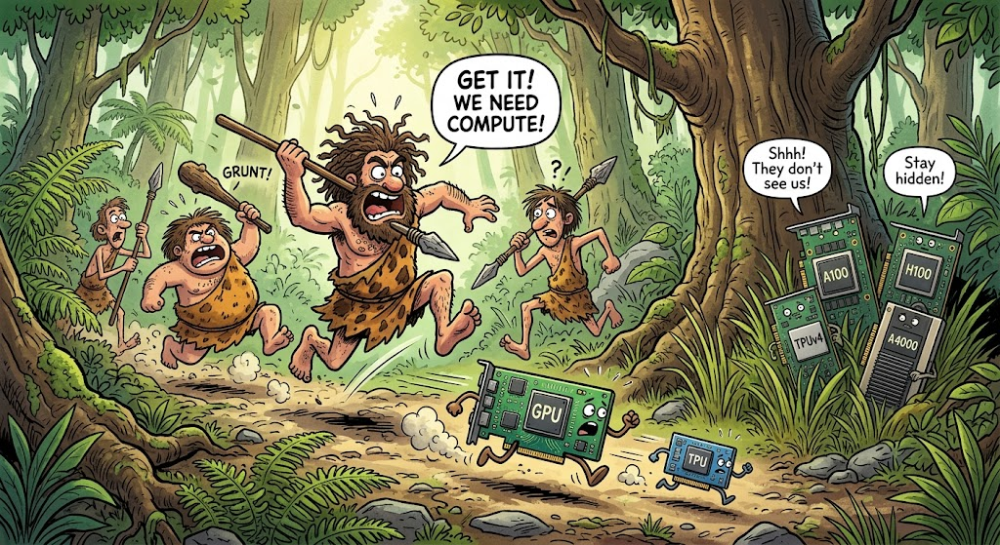 GET IT!
WE NEED
COMPUTE!
GRUNT!
?!
Shhh!
They don't
see us!
Stay
hidden!
A100
H100
TPUv4
A4000
GPU
TPU